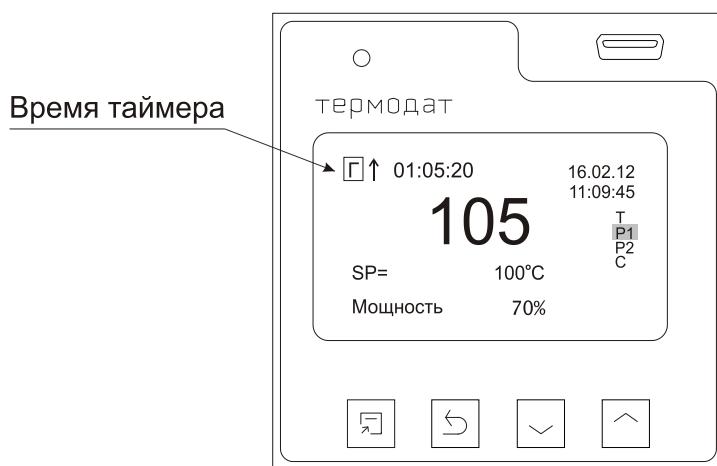 Время таймера
термодат
Г↑ 01:05:20
16.02.12
11:09:45
105
T
P1
P2
C
SP= 100°C
Мощность 70%